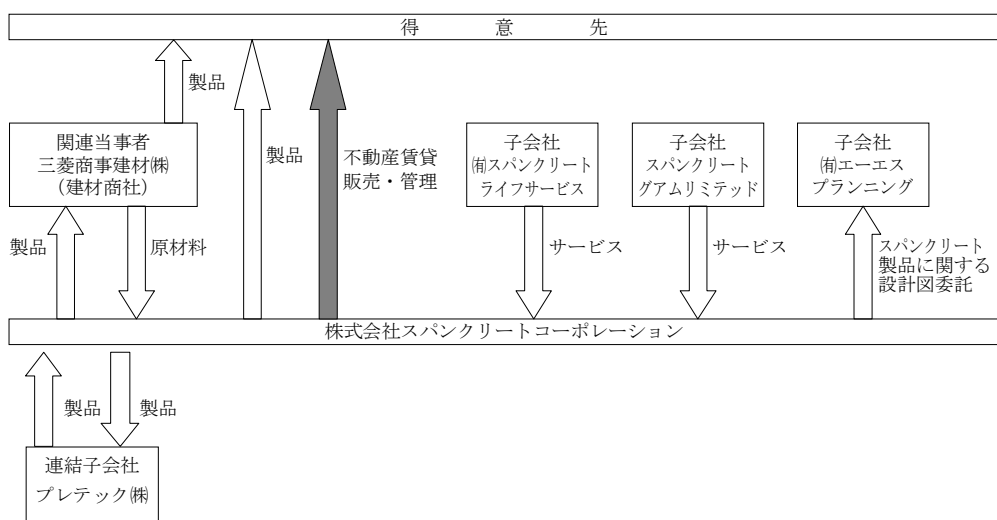 得意先
製品
関連当事者
三菱商事建材㈱
(建材商社)
製品
不動産賃貸
販売・管理
子会社
㈲スパンクリート
ライフサービス
子会社
スパンクリート
グアムリミテッド
子会社
㈲エーエス
プランニング
製品
原材料
サービス
サービス
スパンクリート
製品に関する
設計図委託
株式会社スパンクリートコーポレーション
製品
製品
連結子会社
プレテック㈱